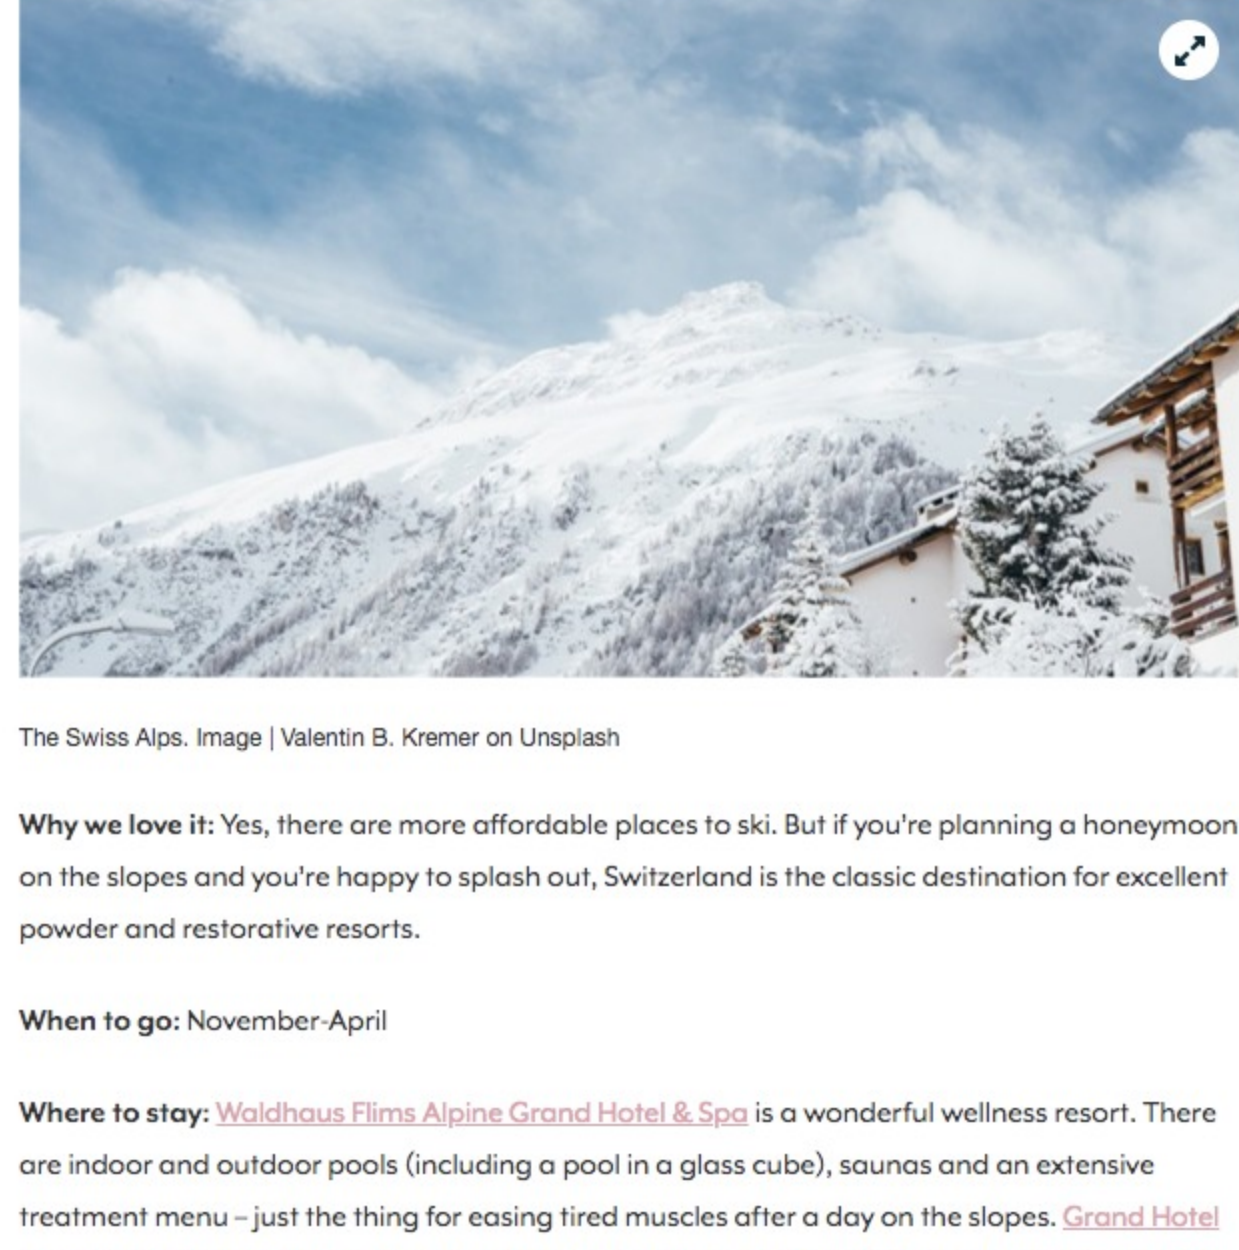 The Swiss Alps. Image | Valentin B. Kremer on Unsplash
Why we love it: Yes, there are more affordable places to ski. But if you're planning a honeymoon
on the slopes and you're happy to splash out, Switzerland is the classic destination for excellent
powder and restorative resorts.
When to go: November-April
Where to stay: Waldhaus Flims Alpine Grand Hotel & Spa is a wonderful wellness resort. There
are indoor and outdoor pools (including a pool in a glass cube), saunas and an extensive
treatment menu – just the thing for easing tired muscles after a day on the slopes. Grand Hotel